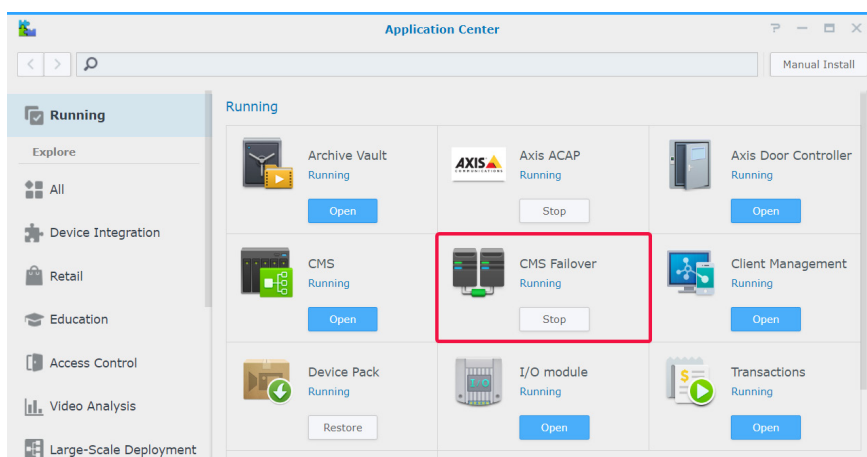 Application Center
Manual Install
Running
Explore
All
Device Integration
Retail
Education
Access Control
Video Analysis
Large-Scale Deployment
Running
Archive Vault
Running
Open
AXIS
COMMUNICATIONS
Axis ACAP
Running
Stop
Axis Door Controller
Running
Open
CMS
Running
Open
CMS Failover
Running
Stop
Client Management
Running
Open
Device Pack
Running
Restore
I/O
I/O module
Running
Open
Transactions
Running
Open